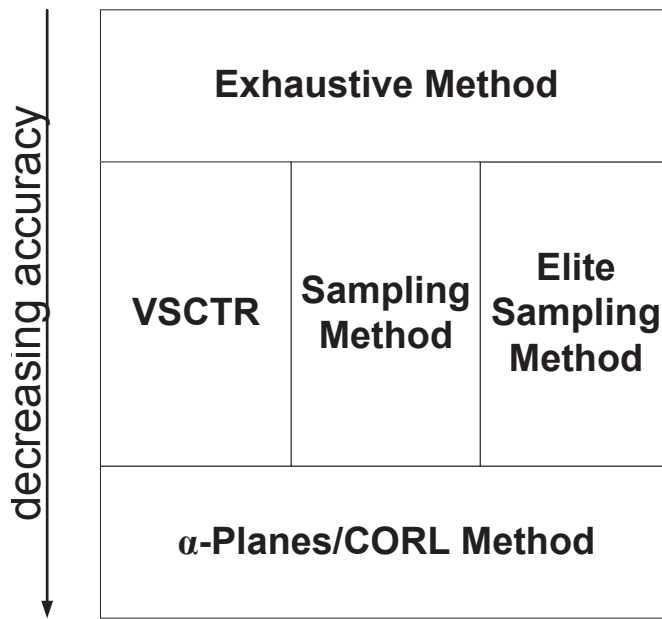 decreasing accuracy
Exhaustive Method
VSCTR
Sampling
Method
Elite
Sampling
Method
α-Planes/CORL Method